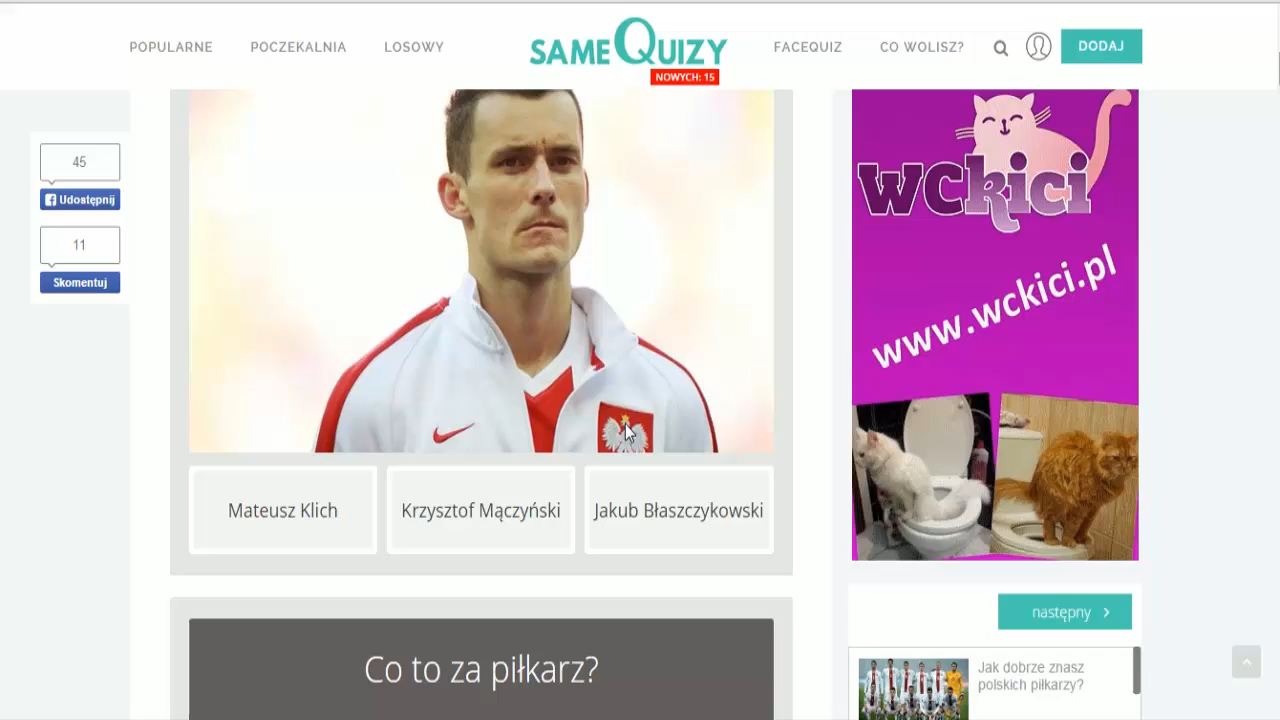 POPULARNE
POCZEKALNIA
LOSOWY
SAMEQUIZY
NOWYCH: 15
FACEQUIZ
CO WOLISZ?
DODAJ
45
Udostępnij
11
Skomentuj
wckici
www.wckici.pl
Mateusz Klich
Krzysztof Mączyński
Jakub Błaszczykowski
Co to za piłkarz?
następny
Jak dobrze znasz
polskich piłkarzy?